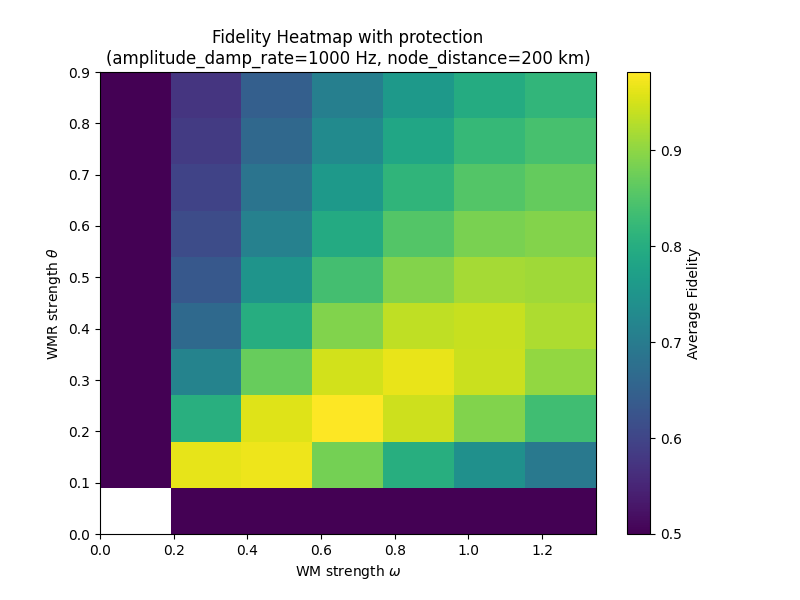 Fidelity Heatmap with protection
(amplitude_damp_rate=1000 Hz, node_distance=200 km)
0.9
0.8
0.7
0.6
0.5
0.4
0.3
0.2
0.1
0.0
WMR strength θ
0.0 0.2 0.4 0.6 0.8 1.0 1.2
WM strength ω
0.9
0.8
0.7
0.6
0.5
Average Fidelity